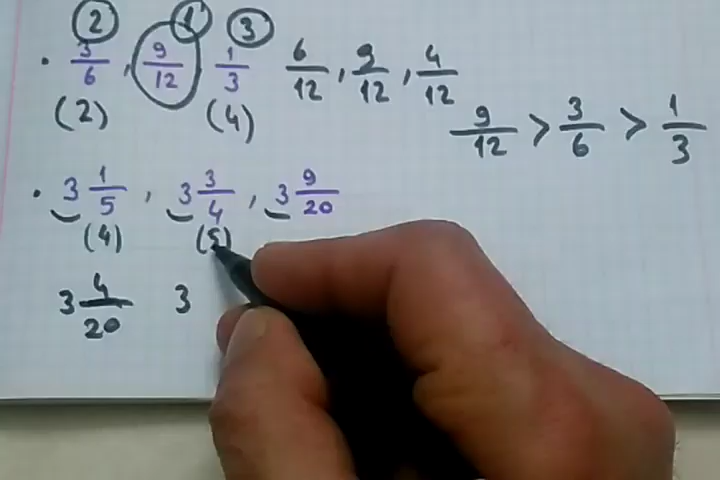 ② ① ③
• 3/6, 9/12 1/3 6/12, 9/12, 4/12
(2) (4) 9/12 > 3/6 > 1/3
• 3 1/5, 3 3/4, 3 9/20
(4) (5)
3 4/20 3